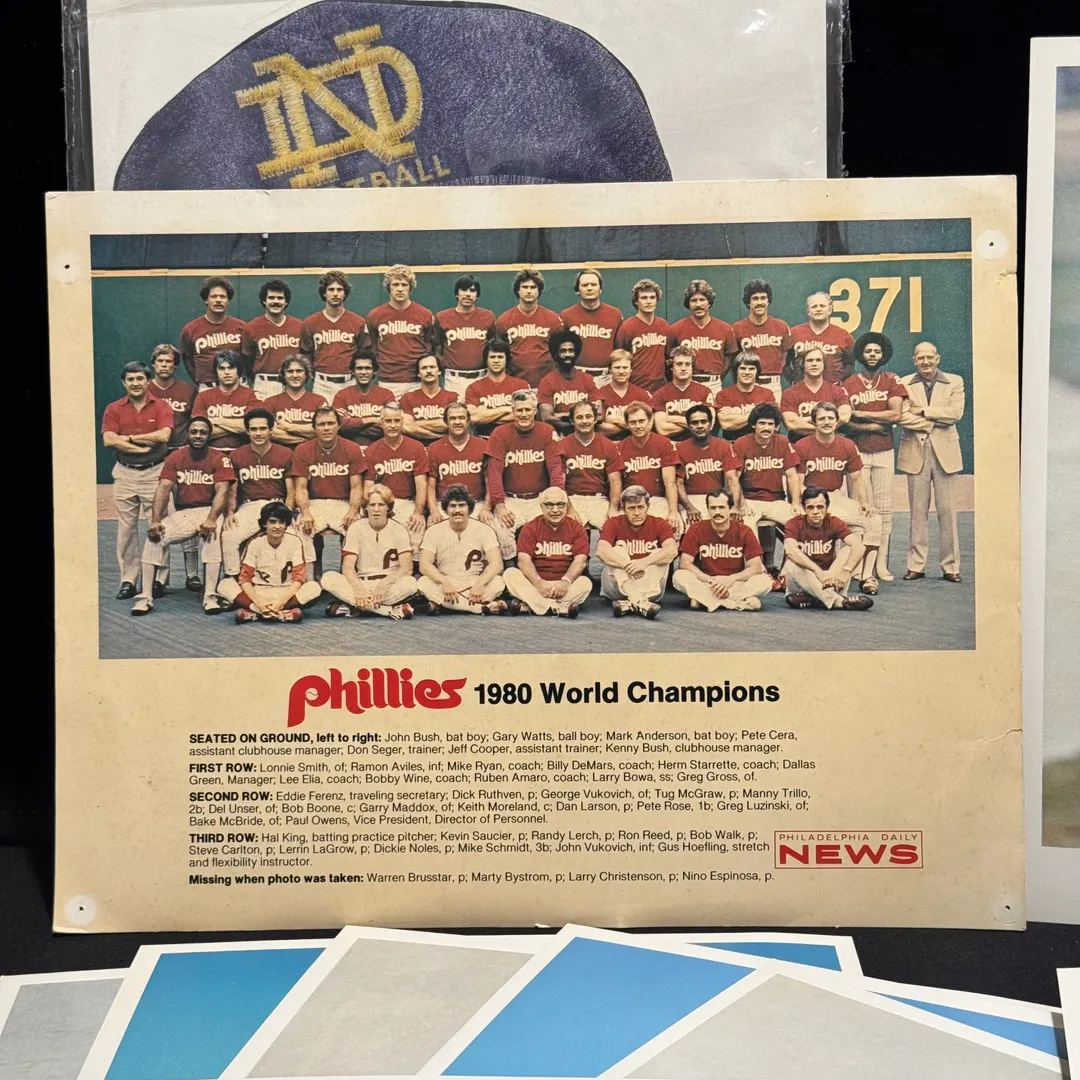 ND
TBALL
371
phillies 1980 World Champions
SEATED ON GROUND, left to right: John Bush, bat boy; Gary Watts, ball boy; Mark Anderson, bat boy; Pete Cera,
assistant clubhouse manager; Don Seger, trainer; Jeff Cooper, assistant trainer; Kenny Bush, clubhouse manager.
FIRST ROW: Lonnie Smith, of; Ramon Aviles, inf; Mike Ryan, coach; Billy DeMars, coach; Herm Starrette, coach; Dallas
Green, Manager; Lee Elia, coach; Bobby Wine, coach; Ruben Amaro, coach; Larry Bowa, ss; Greg Gross, of.
SECOND ROW: Eddie Ferenz, traveling secretary; Dick Ruthven, p; George Vukovich, of; Tug McGraw, p; Manny Trillo,
2b; Del Unser, of; Bob Boone, c; Garry Maddox, of; Keith Moreland, c; Dan Larson, p; Pete Rose, 1b; Greg Luzinski, of;
Bake McBride, of; Paul Owens, Vice President, Director of Personnel.
THIRD ROW: Hal King, batting practice pitcher; Kevin Saucier, p; Randy Lerch, p; Ron Reed, p; Bob Walk, p;
Steve Carlton, p; Lerrin LaGrow, p; Dickie Noles, p; Mike Schmidt, 3b; John Vukovich, inf; Gus Hoefling, stretch
and flexibility instructor.
Missing when photo was taken: Warren Brusstar, p; Marty Bystrom, p; Larry Christenson, p; Nino Espinosa, p.
PHILADELPHIA DAILY
NEWS